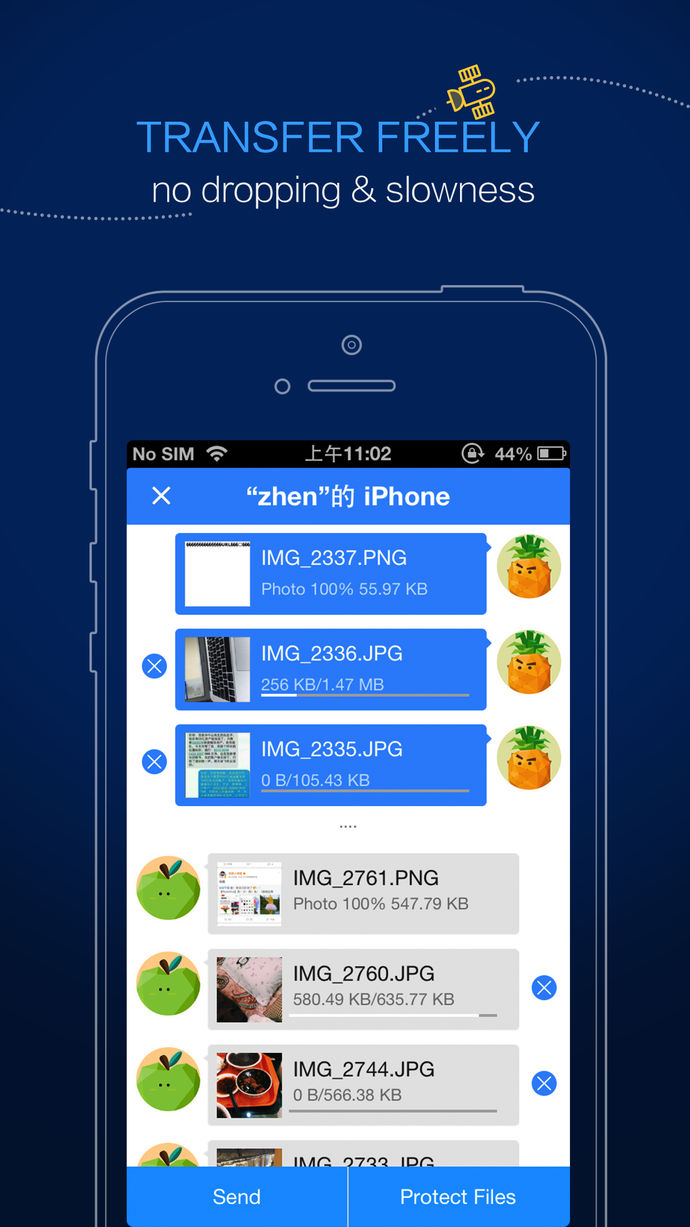 TRANSFER FREELY
no dropping & slowness
No SIM 上午11:02 44%
“zhen”的 iPhone
IMG_2337.PNG
Photo 100% 55.97 KB
IMG_2336.JPG
256 KB/1.47 MB
IMG_2335.JPG
0 B/105.43 KB
....
IMG_2761.PNG
Photo 100% 547.79 KB
IMG_2760.JPG
580.49 KB/635.77 KB
IMG_2744.JPG
0 B/566.38 KB
IMG_2733.JPG
Send Protect Files